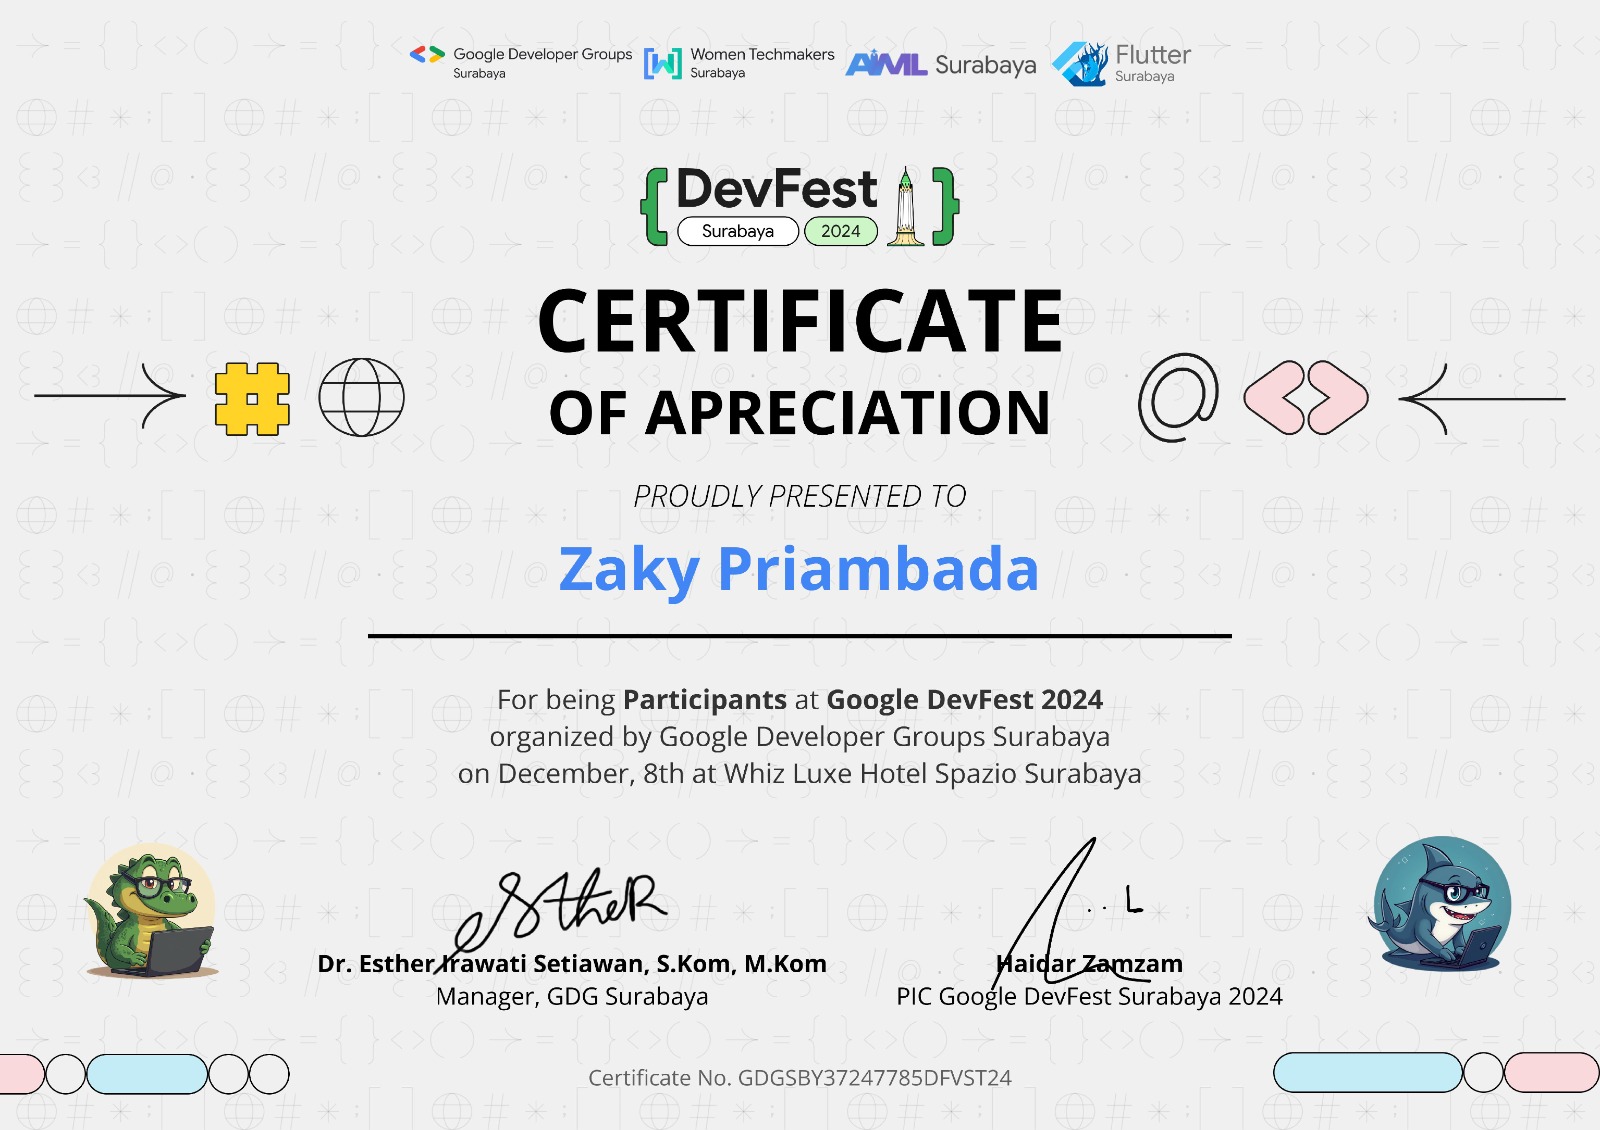 Google Developer Groups
Surabaya
Women Techmakers
Surabaya
AIML Surabaya
Flutter
Surabaya
DevFest
Surabaya 2024
CERTIFICATE
OF APRECIATION
PROUDLY PRESENTED TO
Zaky Priambada
For being Participants at Google DevFest 2024
organized by Google Developer Groups Surabaya
on December, 8th at Whiz Luxe Hotel Spazio Surabaya
Esther
Dr. Esther Irawati Setiawan, S.Kom, M.Kom
Manager, GDG Surabaya
Haidar Zamzam
PIC Google DevFest Surabaya 2024
Certificate No. GDGSBY37247785DFVST24